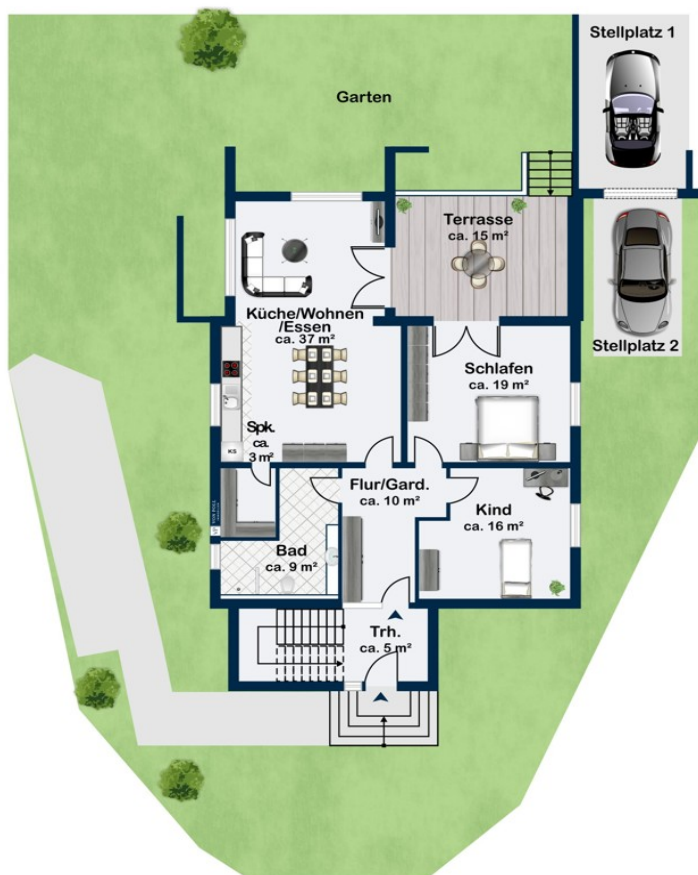 Stellplatz 1
Garten
Terrasse
ca. 15 m²
Küche/Wohnen
/Essen
ca. 37 m²
Stellplatz 2
Schlafen
ca. 19 m²
Spk.
ca.
3 m²
KS
Flur/Gard.
ca. 10 m²
Kind
ca. 16 m²
Bad
ca. 9 m²
Trh.
ca. 5 m²